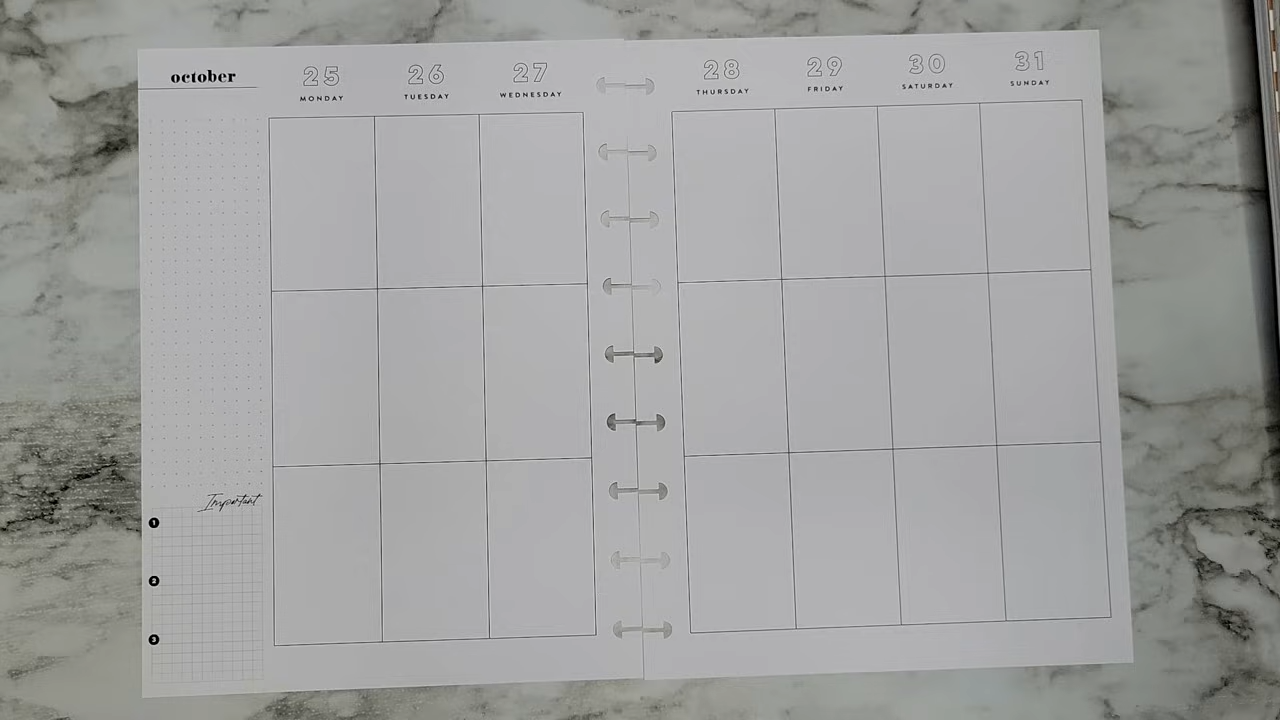 october
25 26 27 28 29 30 31
MONDAY TUESDAY WEDNESDAY THURSDAY FRIDAY SATURDAY SUNDAY
Important
1
2
3